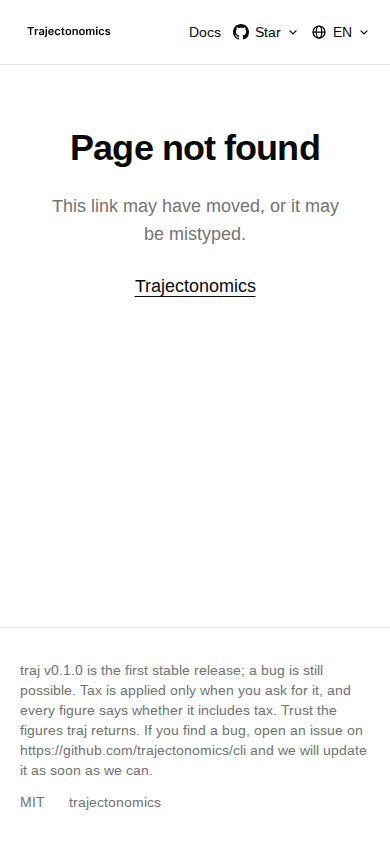 Trajectonomics
Docs
Star
EN
Page not found
This link may have moved, or it may
be mistyped.
Trajectonomics
traj v0.1.0 is the first stable release; a bug is still
possible. Tax is applied only when you ask for it, and
every figure says whether it includes tax. Trust the
figures traj returns. If you find a bug, open an issue on
https://github.com/trajectonomics/cli and we will update
it as soon as we can.
MIT
trajectonomics